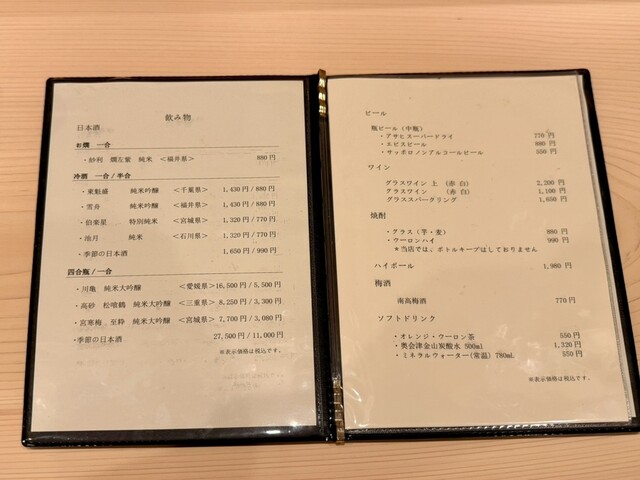 飲み物
日本酒
お燗 一合
・紗利 燗左紫 純米 <福井県> 880円
冷酒 一合/半合
・東魁盛 純米吟醸 <千葉県> 1,430円/880円
・雪舟 純米吟醸 <福井県> 1,430円/880円
・伯楽星 特別純米 <宮城県> 1,320円/770円
・池月 純米 <石川県> 1,320円/770円
・季節の日本酒 1,650円/990円
四合瓶/一合
・川亀 純米大吟醸 <愛媛県> 16,500円/5,500円
・高砂 松喰鶴 純米大吟醸 <三重県> 8,250円/3,300円
・宮寒梅 至粋 純米大吟醸 <宮城県> 7,700円/3,080円
・季節の日本酒 27,500円/11,000円
※表示価格は税込です。
ビール
瓶ビール(中瓶)
・アサヒスーパードライ 770円
・エビスビール 880円
・サッポロノンアルコールビール 550円
ワイン
グラスワイン 上 (赤 白) 2,200円
グラスワイン (赤 白) 1,100円
グラススパークリング 1,650円
焼酎
・グラス(芋・麦) 880円
・ウーロンハイ 990円
*当店では、ボトルキープはしておりません
ハイボール 1,980円
梅酒
南高梅酒 770円
ソフトドリンク
・オレンジ・ウーロン茶 550円
・奥会津金山炭酸水 500ml 1,320円
・ミネラルウォーター(常温) 780mL 550円
※表示価格は税込です。